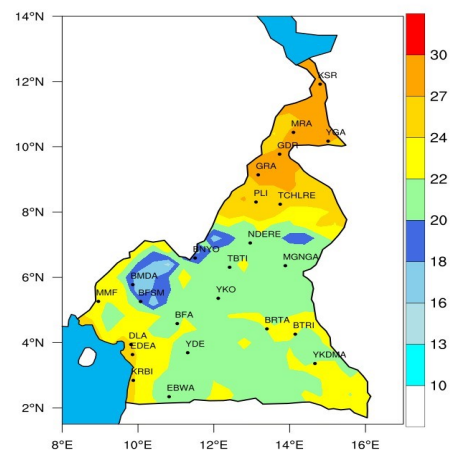 14°N
12°N
10°N
8°N
6°N
4°N
2°N
8°E
10°E
12°E
14°E
16°E
KSR
MRA
YGA
GDR
GRA
PLI
TCHLRE
NDERE
BNYO
TBTI
MGNGA
BMDA
MMF
BFSM
YKO
BFA
BRTA
BTRI
DLA
EDEA
YDE
YKDMA
KRBI
EBWA
30
27
24
22
20
18
16
13
10